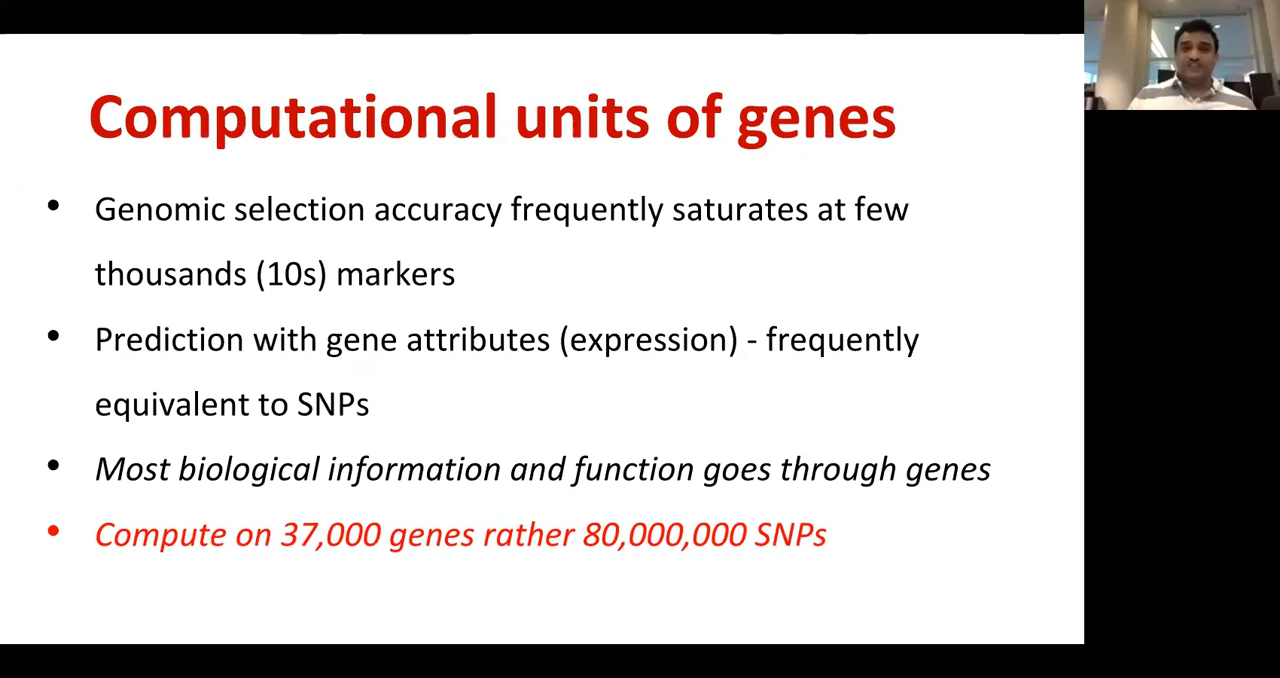 Computational units of genes
• Genomic selection accuracy frequently saturates at few
thousands (10s) markers
• Prediction with gene attributes (expression) - frequently
equivalent to SNPs
• Most biological information and function goes through genes
• Compute on 37,000 genes rather 80,000,000 SNPs